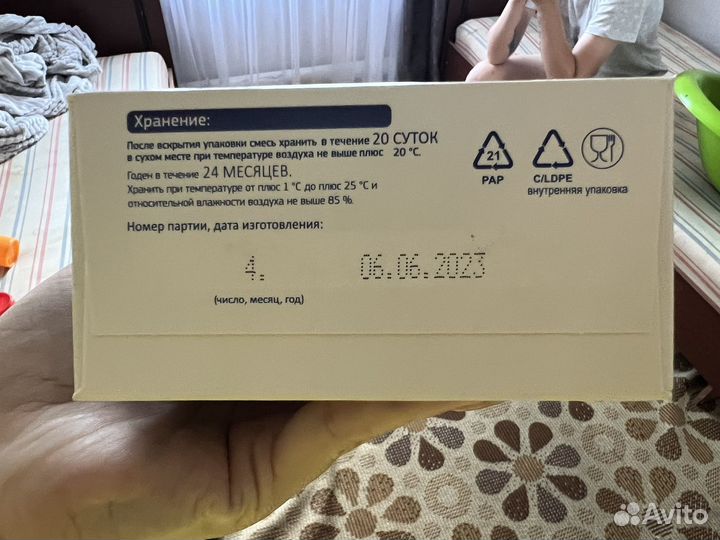 Хранение:
После вскрытия упаковки смесь хранить в течение 20 СУТОК
в сухом месте при температуре воздуха не выше плюс 20 °С.
Годен в течение 24 МЕСЯЦЕВ.
Хранить при температуре от плюс 1 °С до плюс 25 °С и
относительной влажности воздуха не выше 85 %.
21
PAP
C/LDPE
внутренняя упаковка
Номер партии, дата изготовления:
4. 06.06.2023
(число, месяц, год)
Avito